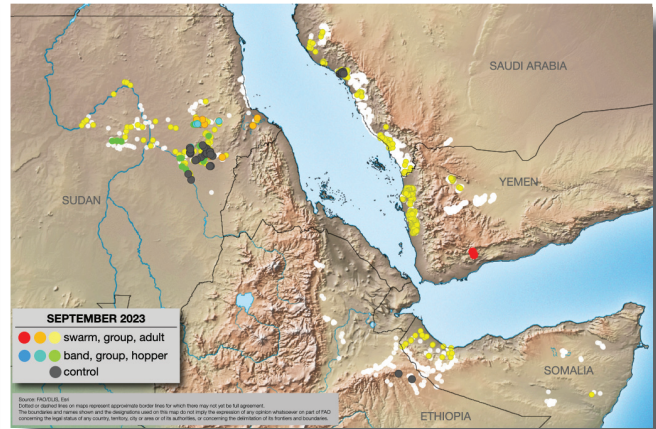 SAUDI ARABIA
YEMEN
SUDAN
SOMALIA
ETHIOPIA
SEPTEMBER 2023
swarm, group, adult
band, group, hopper
control
Source: FAO/DLIS, Esri
Dotted or dashed lines on maps represent approximate border lines for which there may not yet be full agreement.
The boundaries and names shown and the designations used on this map do not imply the expression of any opinion whatsoever on part of FAO
concerning the legal status of any country, territory, city or area or of its authorities, or concerning the delimitation of its frontiers and boundaries.